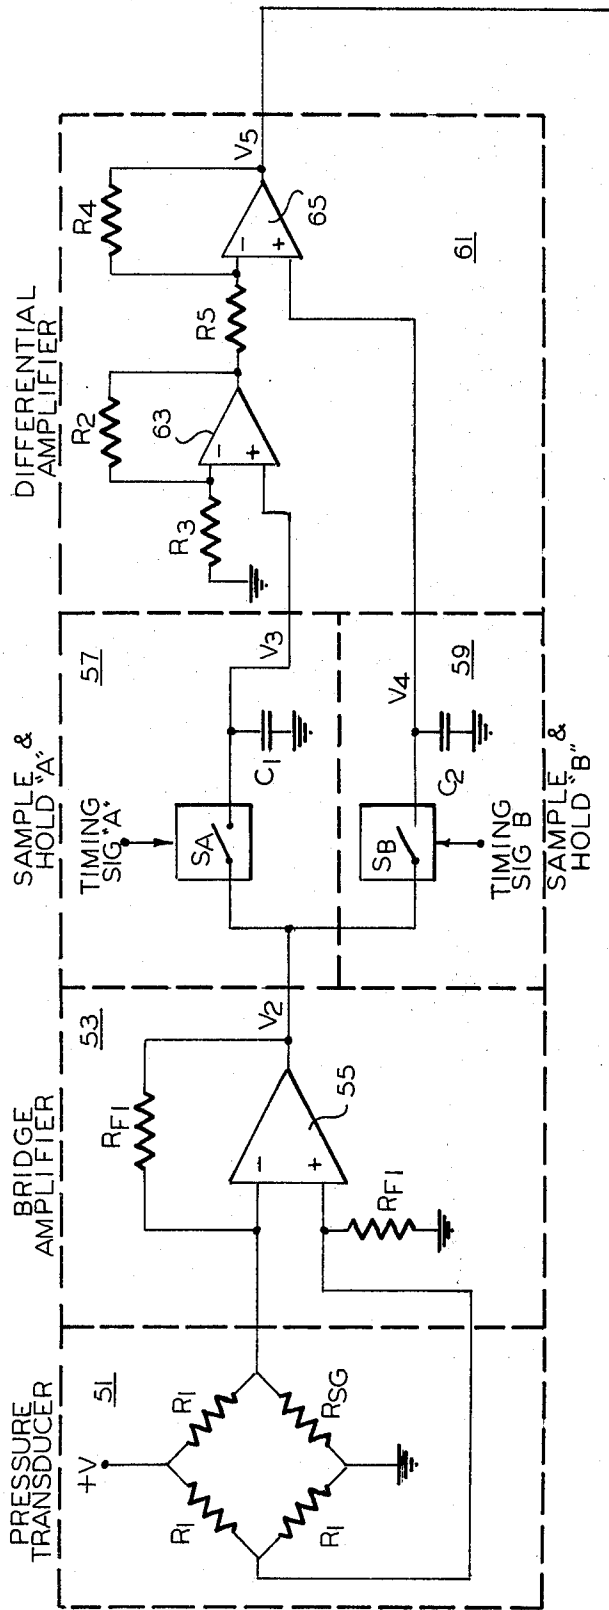 PRESSURE
TRANSDUCER
51
+V
R1
R1
R1
RSG
BRIDGE
AMPLIFIER
53
RF1
−
+
55
RF1
V2
SAMPLE &
HOLD "A"
57
TIMING
SIG "A"
SA
C1
V3
SB
C2
V4
59
TIMING
SIG B
SAMPLE &
HOLD "B"
DIFFERENTIAL
AMPLIFIER
R3
R2
63
−
+
R5
R4
−
+
65
V5
61